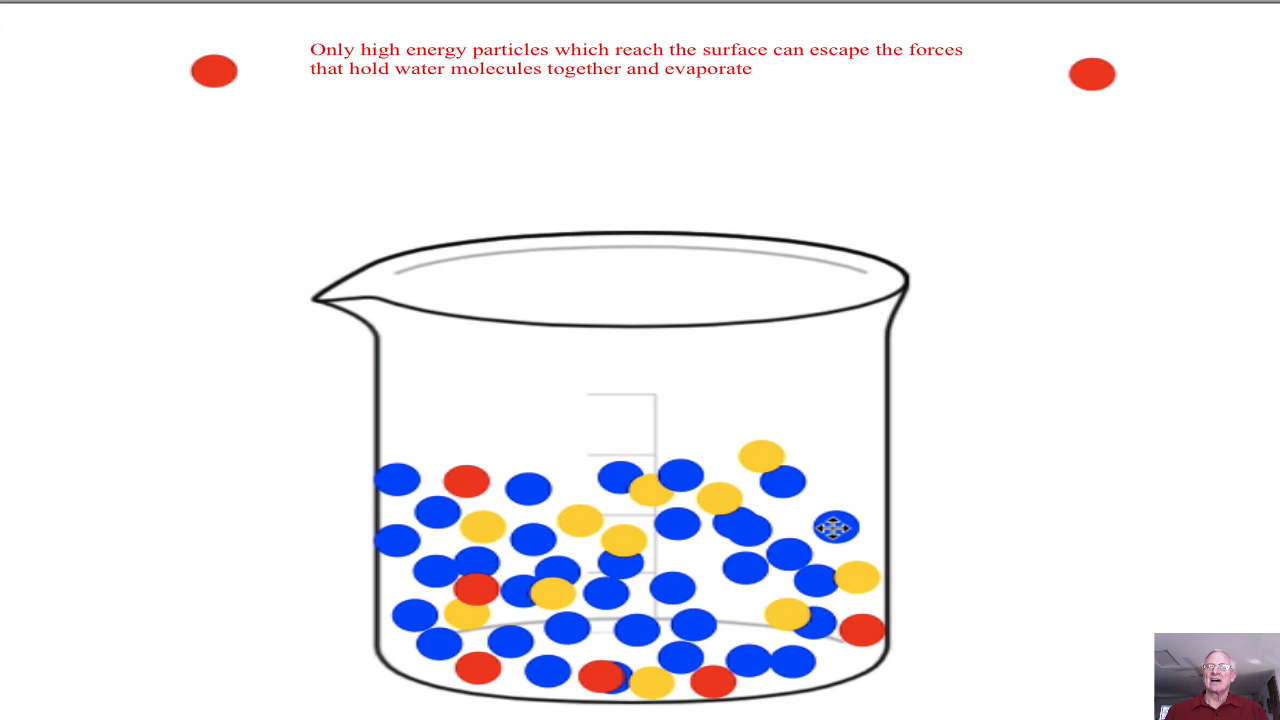 Only high energy particles which reach the surface can escape the forces
that hold water molecules together and evaporate